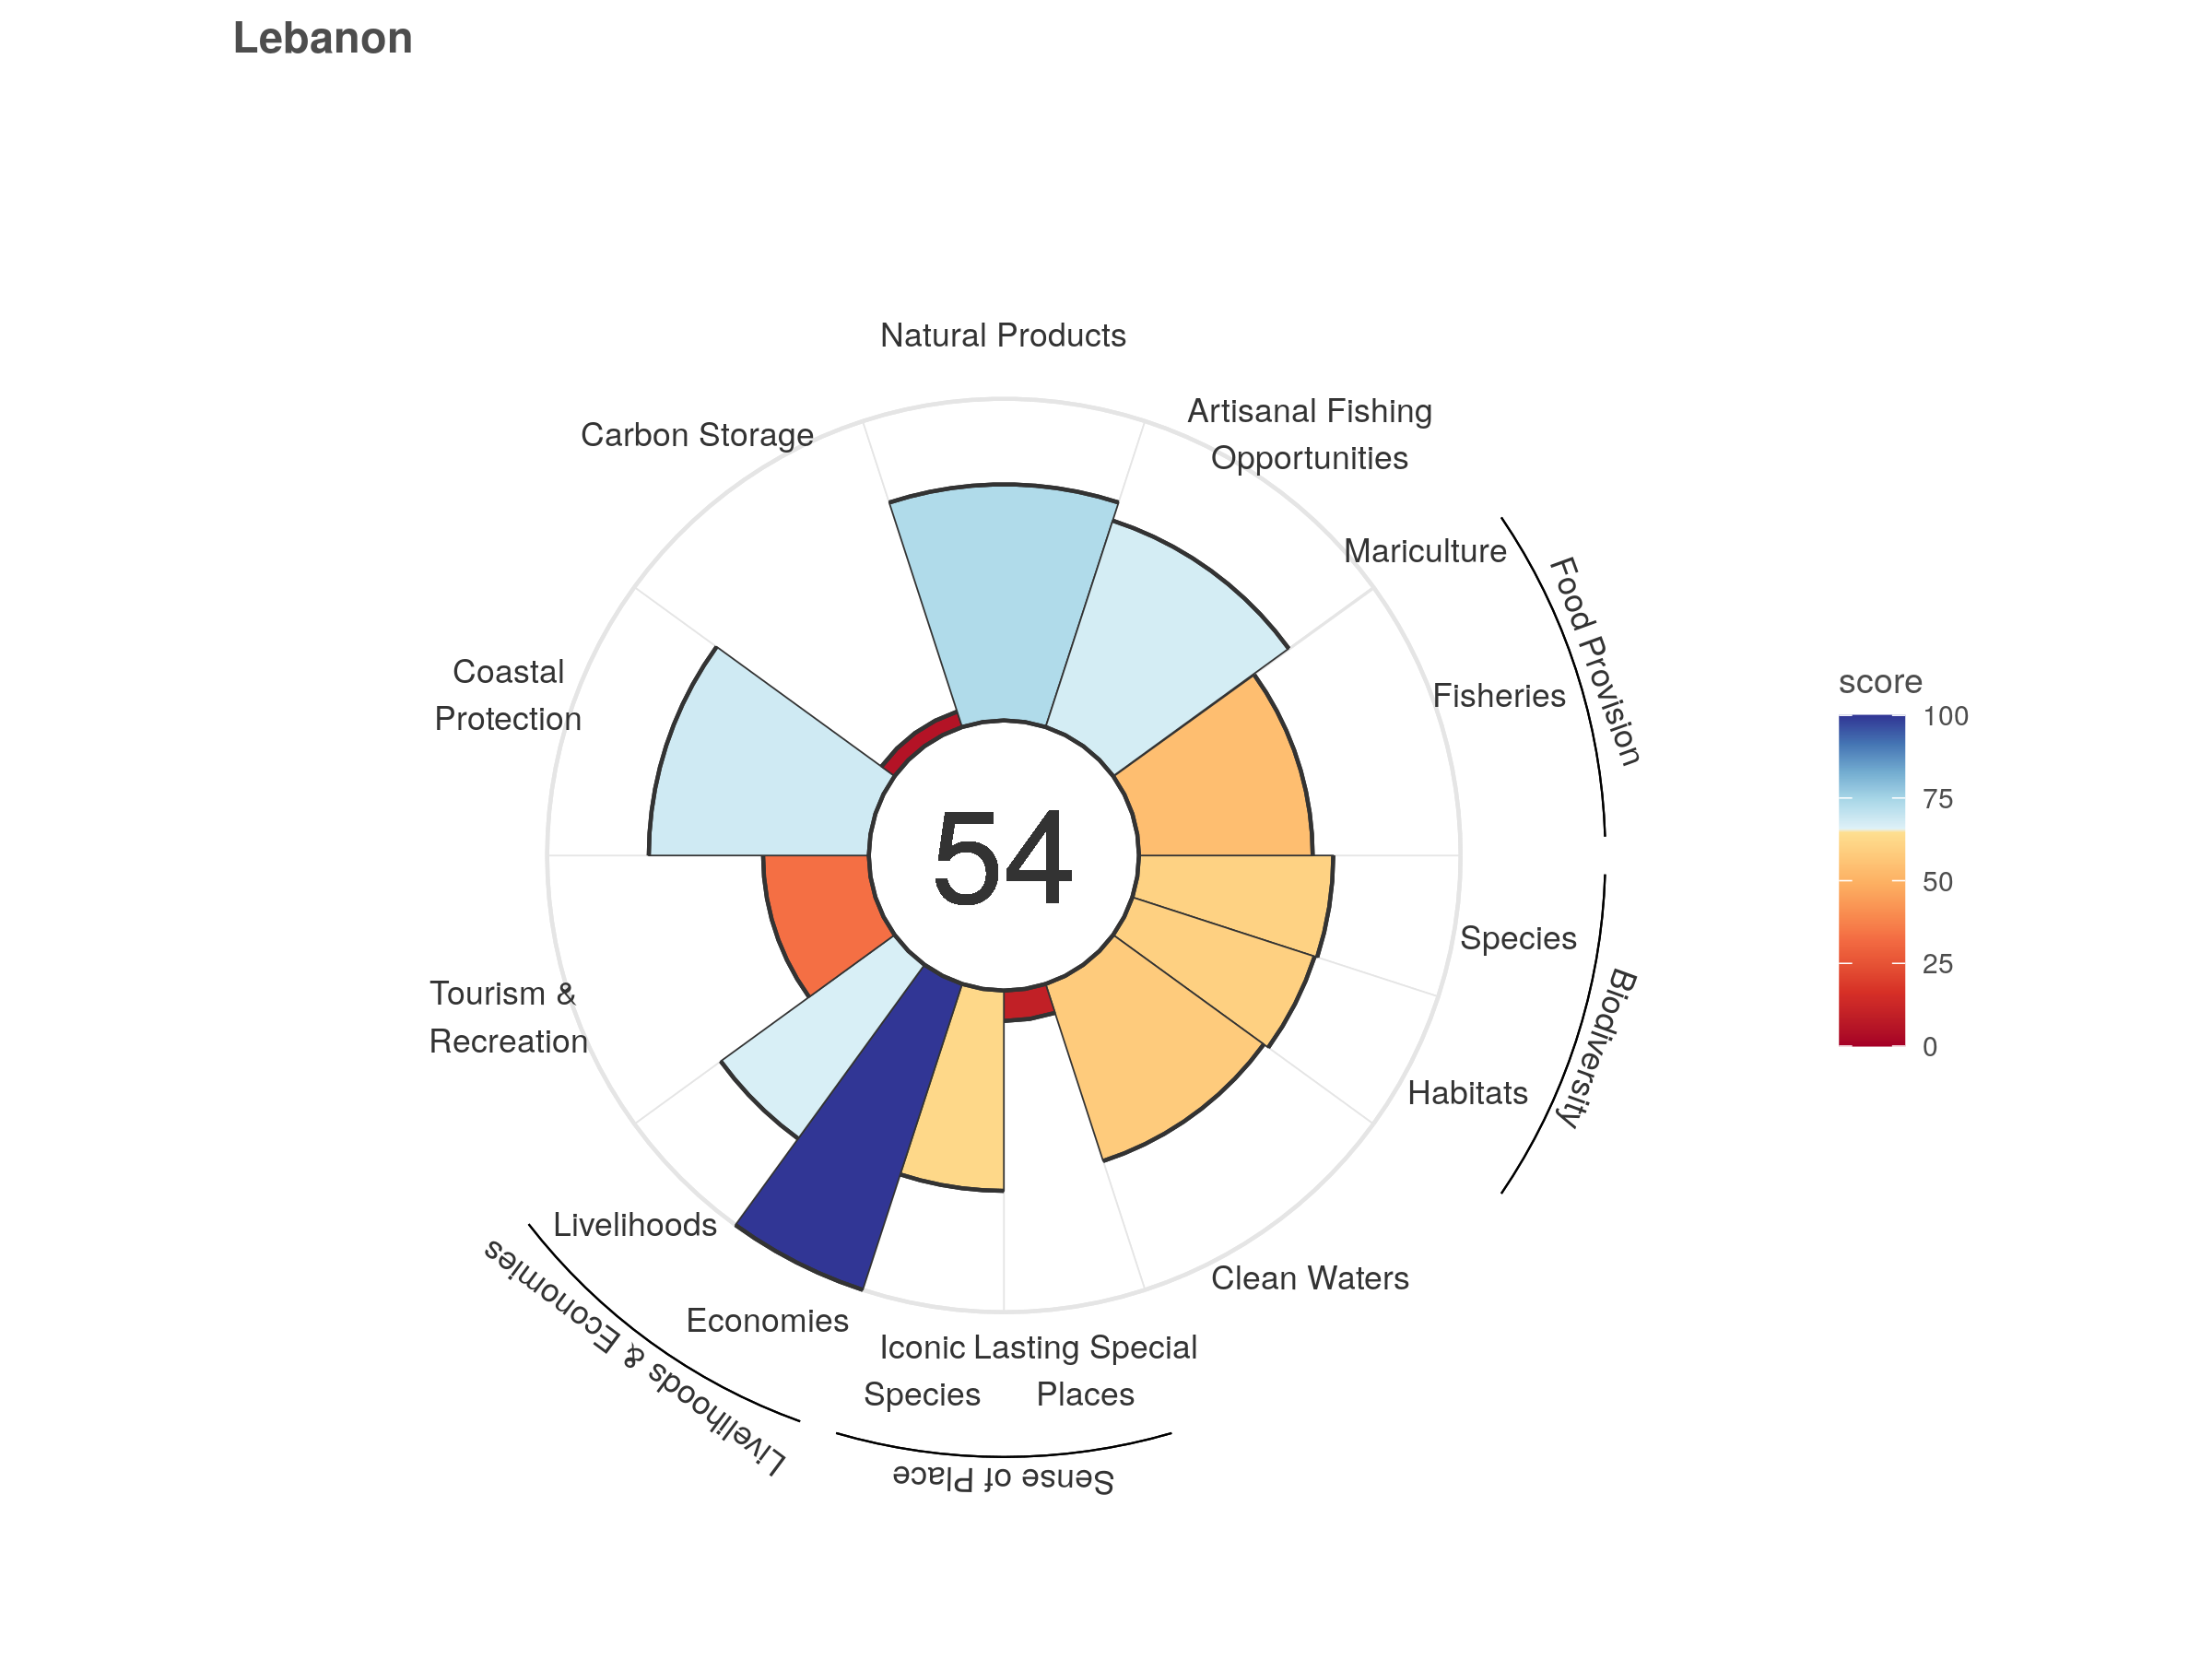 Lebanon
Natural Products
Artisanal Fishing
Opportunities
Carbon Storage
Mariculture
Food Provision
Fisheries
Coastal
Protection
54
Species
Biodiversity
Habitats
Tourism &
Recreation
Clean Waters
Livelihoods
Economies
Livelihoods & Economies
Iconic
Species
Lasting Special
Places
Sense of Place
score
100
75
50
25
0